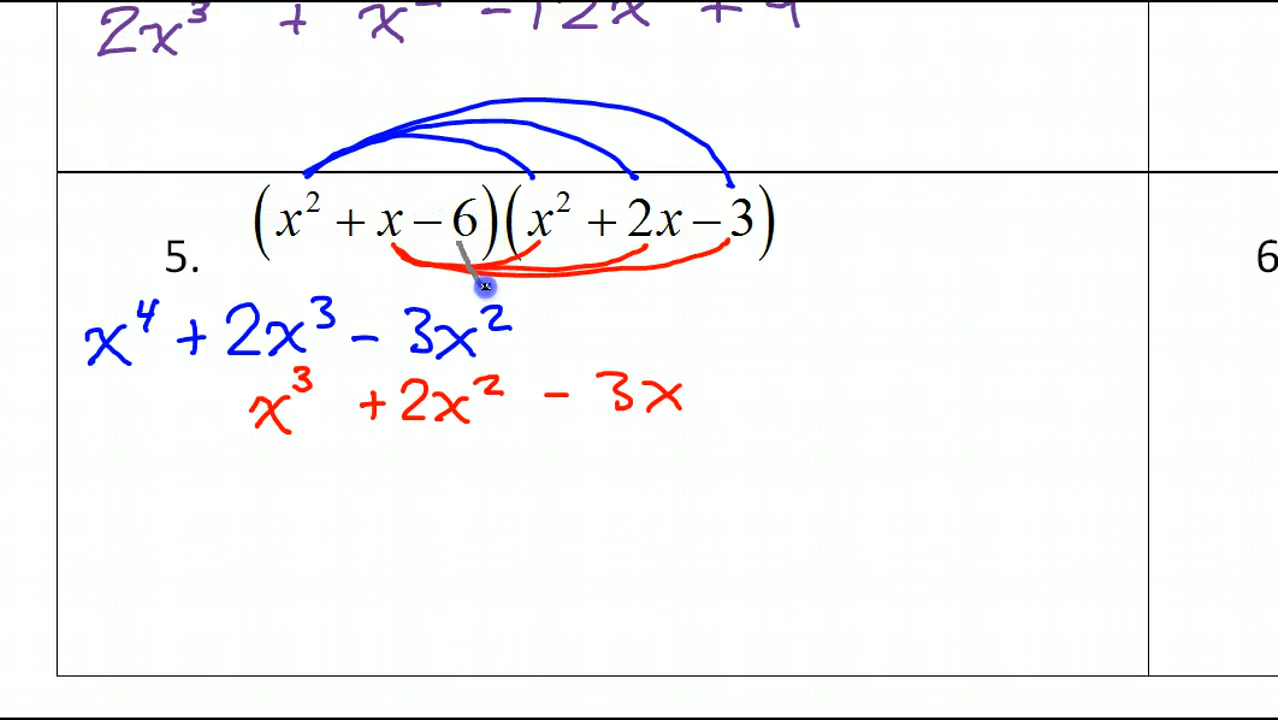 2x³ + x² - 12x + 9
(x² + x − 6)(x² + 2x − 3)
5.
6
x⁴ + 2x³ - 3x²
x³ + 2x² - 3x